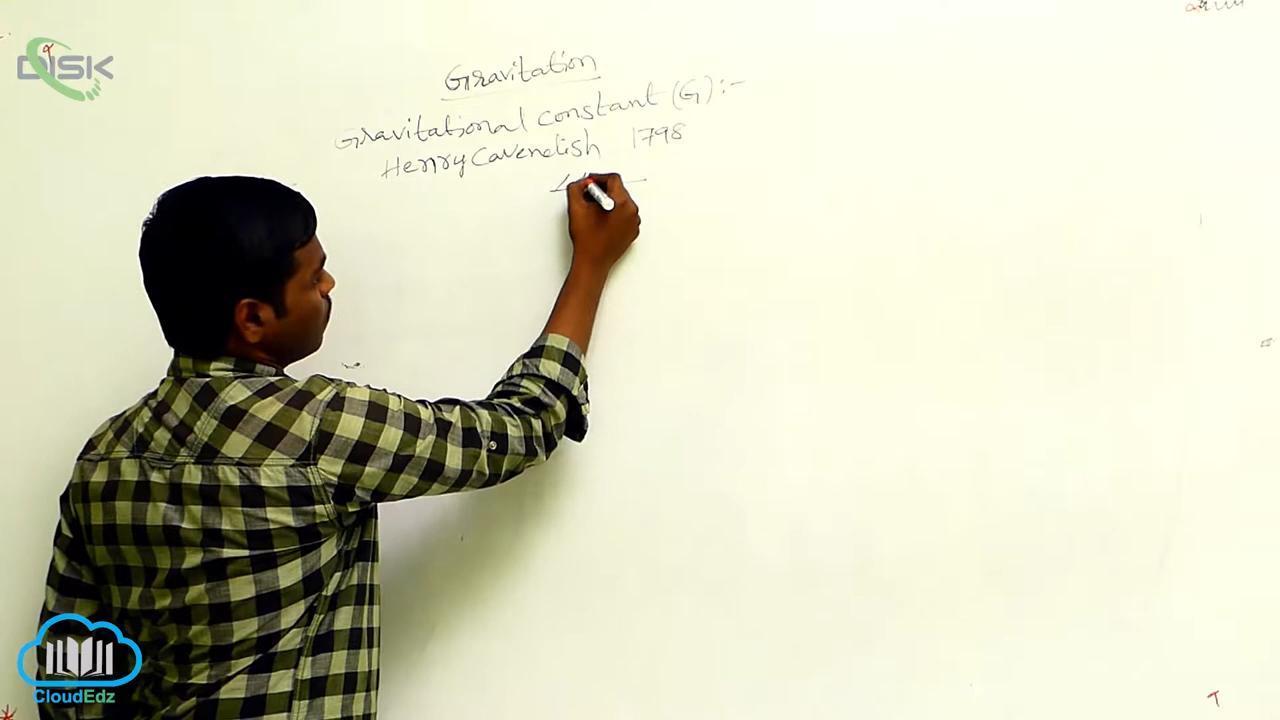 DISK
Gravitation
Gravitational constant (G):-
Henry Cavendish 1798
CloudEdz
T